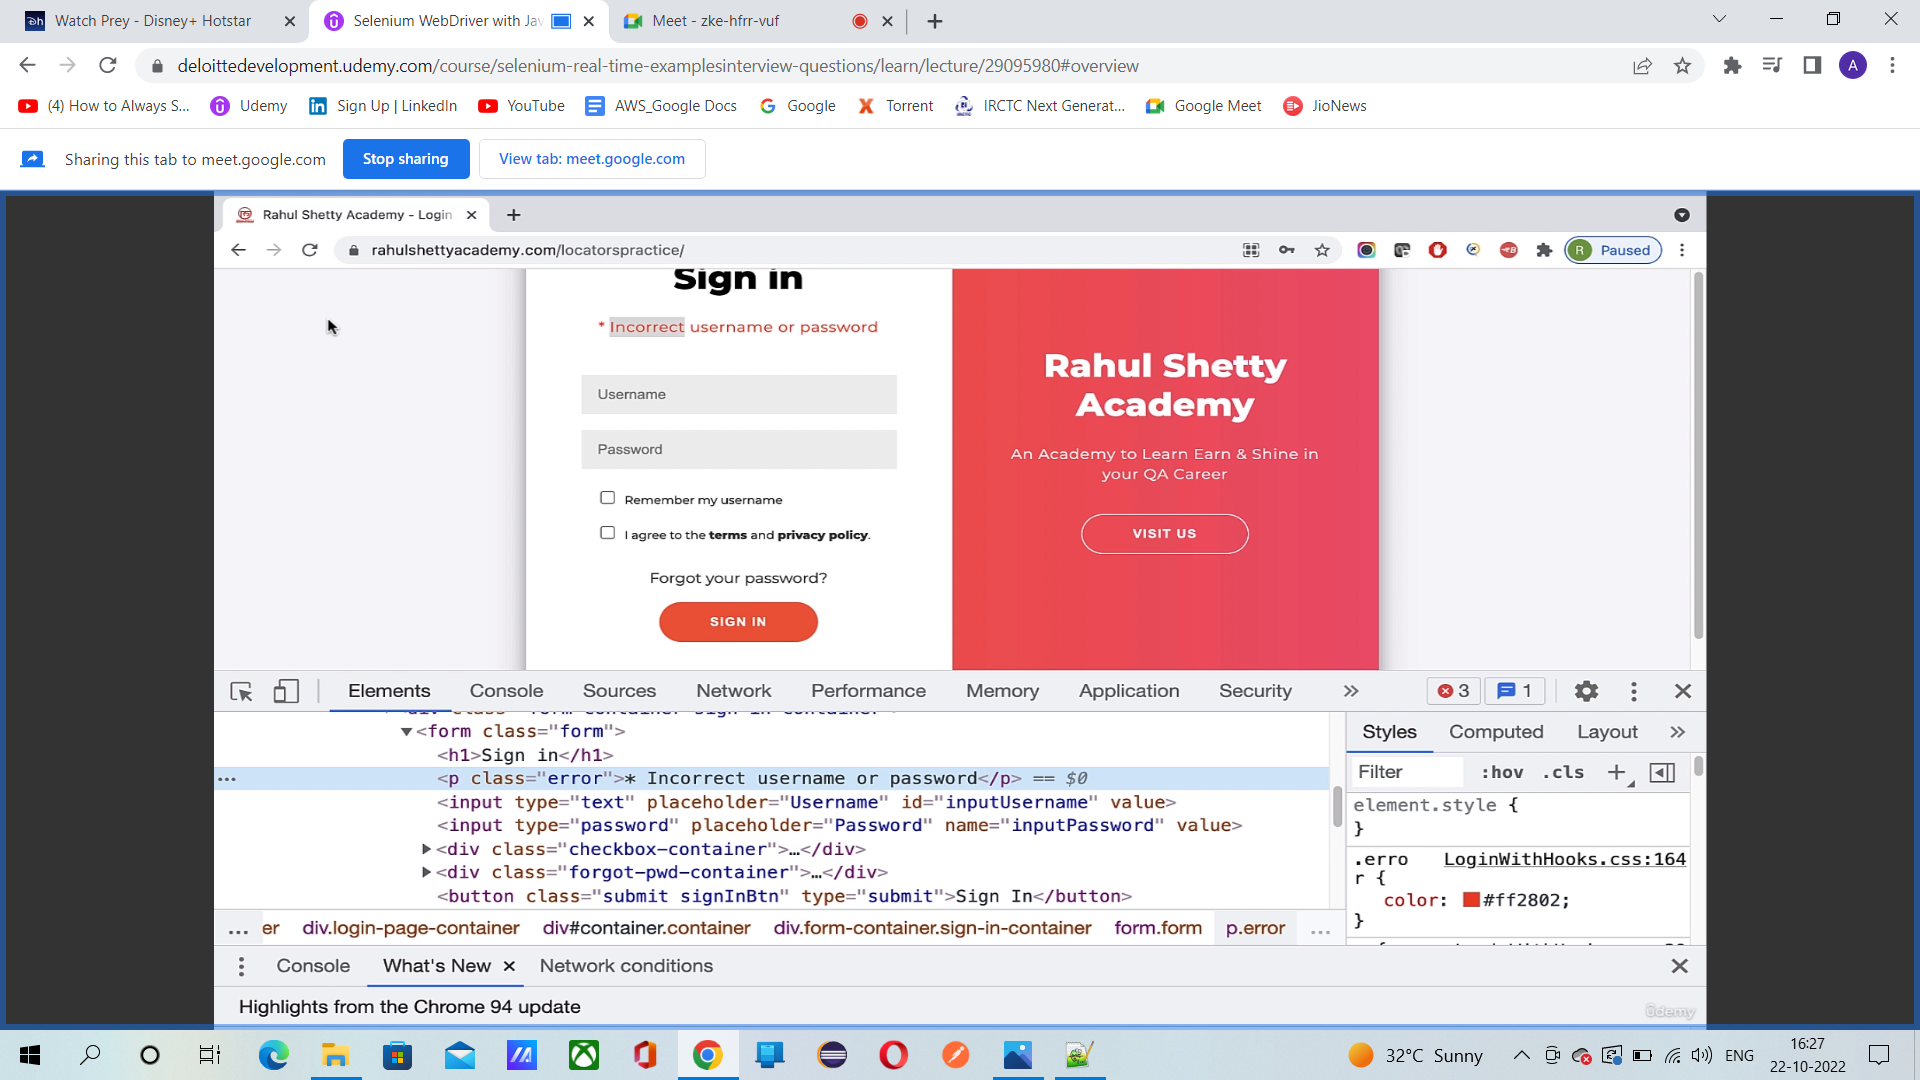 Watch Prey - Disney+ Hotstar
Selenium WebDriver with Jav
Meet - zke-hfrr-vuf
deloittedevelopment.udemy.com/course/selenium-real-time-examplesinterview-questions/learn/lecture/29095980#overview
A
(4) How to Always S...
Udemy
Sign Up | LinkedIn
YouTube
AWS_Google Docs
Google
Torrent
IRCTC Next Generat...
Google Meet
JioNews
Sharing this tab to meet.google.com
Stop sharing
View tab: meet.google.com
Rahul Shetty Academy - Login
rahulshettyacademy.com/locatorspractice/
R Paused
Sign in
* Incorrect username or password
Username
Password
Remember my username
I agree to the terms and privacy policy.
Forgot your password?
SIGN IN
Rahul Shetty
Academy
An Academy to Learn Earn & Shine in
your QA Career
VISIT US
Elements Console Sources Network Performance Memory Application Security » 3 1
<form class="form">
<h1>Sign in</h1>
... <p class="error">* Incorrect username or password</p> == $0
<input type="text" placeholder="Username" id="inputUsername" value>
<input type="password" placeholder="Password" name="inputPassword" value>
<div class="checkbox-container">…</div>
<div class="forgot-pwd-container">…</div>
<button class="submit signInBtn" type="submit">Sign In</button>
... er div.login-page-container div#container.container div.form-container.sign-in-container form.form p.error ...
Styles Computed Layout »
Filter :hov .cls +
element.style {
}
.erro LoginWithHooks.css:164
r {
color: #ff2802;
}
Console What's New Network conditions
Highlights from the Chrome 94 update
ûdemy
32°C Sunny
ENG
16:27
22-10-2022